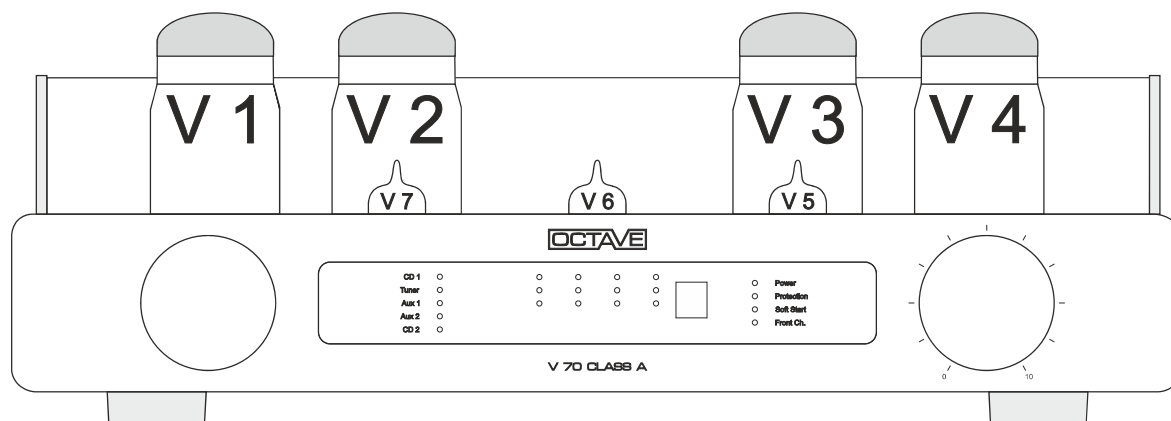 V 1
V 2
V 3
V 4
V 7
V 6
V 5
OCTAVE
CD 1
Tuner
Aux 1
Aux 2
CD 2
Power
Protection
Soft Start
Front Ch.
V 70 CLASS A
0
10